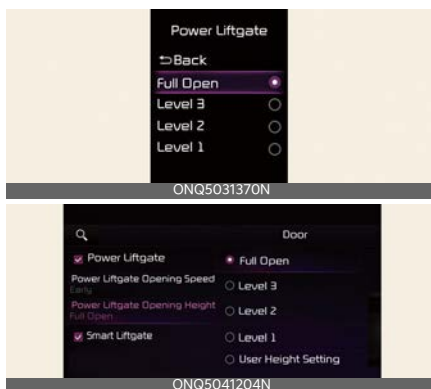 Power Liftgate
Back
Full Open
Level 3
Level 2
Level 1
ONQ5031370N
Door
Power Liftgate
Full Open
Power Liftgate Opening Speed
Early
Level 3
Power Liftgate Opening Height
Full Open
Level 2
Smart Liftgate
Level 1
User Height Setting
ONQ5041204N